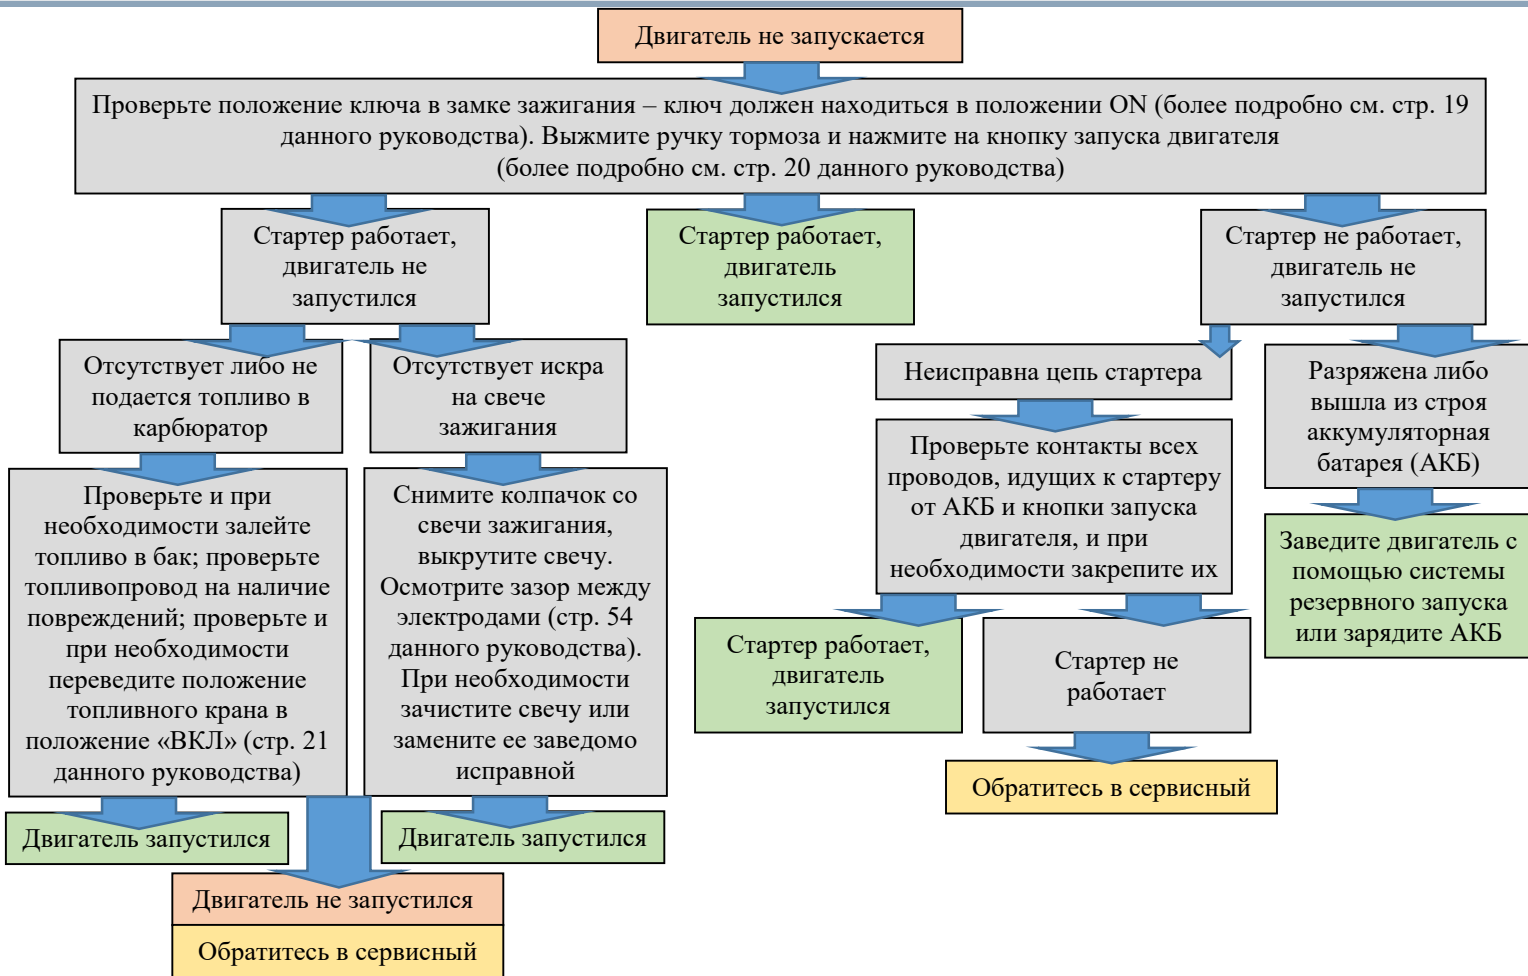 Двигатель не запускается
Проверьте положение ключа в замке зажигания – ключ должен находиться в положении ON (более подробно см. стр. 19
данного руководства). Выжмите ручку тормоза и нажмите на кнопку запуска двигателя
(более подробно см. стр. 20 данного руководства)
Стартер работает,
двигатель не
запустился
Стартер работает,
двигатель
запустился
Стартер не работает,
двигатель не
запустился
Отсутствует либо не
подается топливо в
карбюратор
Отсутствует искра
на свече
зажигания
Неисправна цепь стартера
Разряжена либо
вышла из строя
аккумуляторная
батарея (АКБ)
Проверьте и при
необходимости залейте
топливо в бак; проверьте
топливопровод на наличие
повреждений; проверьте и
при необходимости
переведите положение
топливного крана в
положение «ВКЛ» (стр. 21
данного руководства)
Снимите колпачок со
свечи зажигания,
выкрутите свечу.
Осмотрите зазор между
электродами (стр. 54
данного руководства).
При необходимости
зачистите свечу или
замените ее заведомо
исправной
Проверьте контакты всех
проводов, идущих к стартеру
от АКБ и кнопки запуска
двигателя, и при
необходимости закрепите их
Заведите двигатель с
помощью системы
резервного запуска
или зарядите АКБ
Стартер работает,
двигатель
запустился
Стартер не
работает
Обратитесь в сервисный
Двигатель запустился
Двигатель запустился
Двигатель не запустился
Обратитесь в сервисный